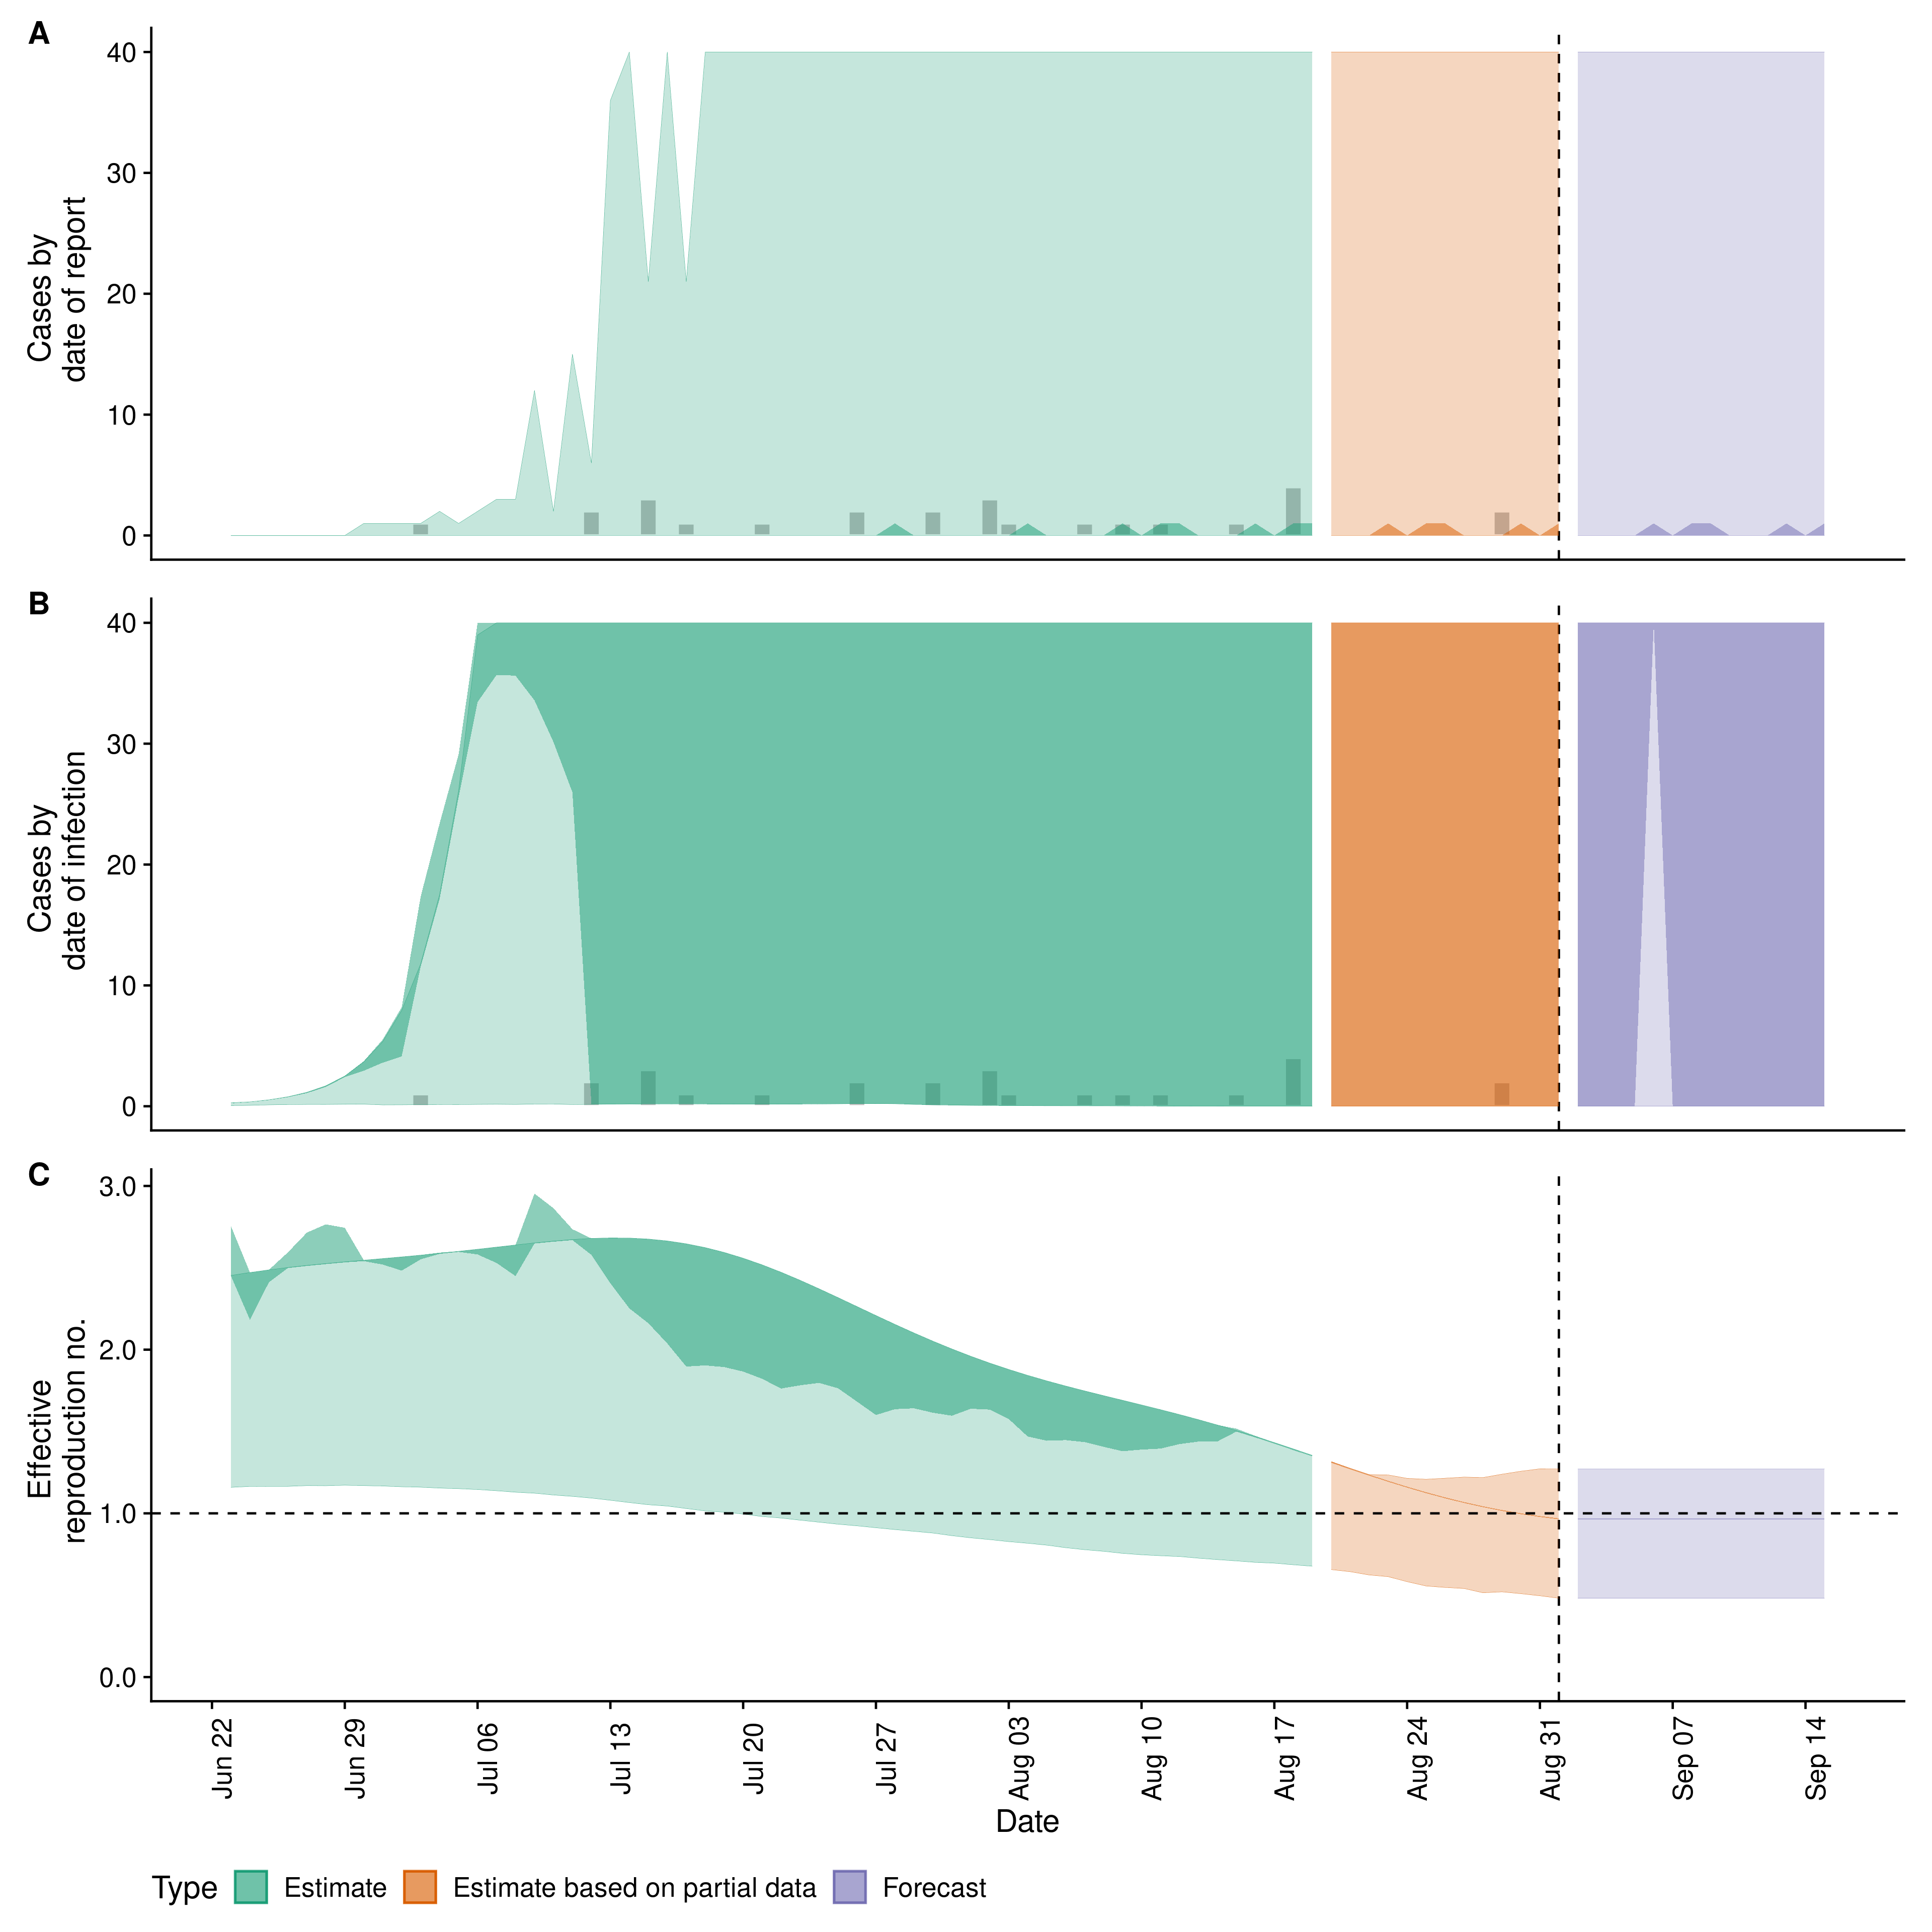 A
40
30
20
10
0
Cases by
date of report
B
40
30
20
10
0
Cases by
date of infection
C
3.0
2.0
1.0
0.0
Effective
reproduction no.
Jun 22
Jun 29
Jul 06
Jul 13
Jul 20
Jul 27
Aug 03
Aug 10
Aug 17
Aug 24
Aug 31
Sep 07
Sep 14
Date
Type Estimate Estimate based on partial data Forecast